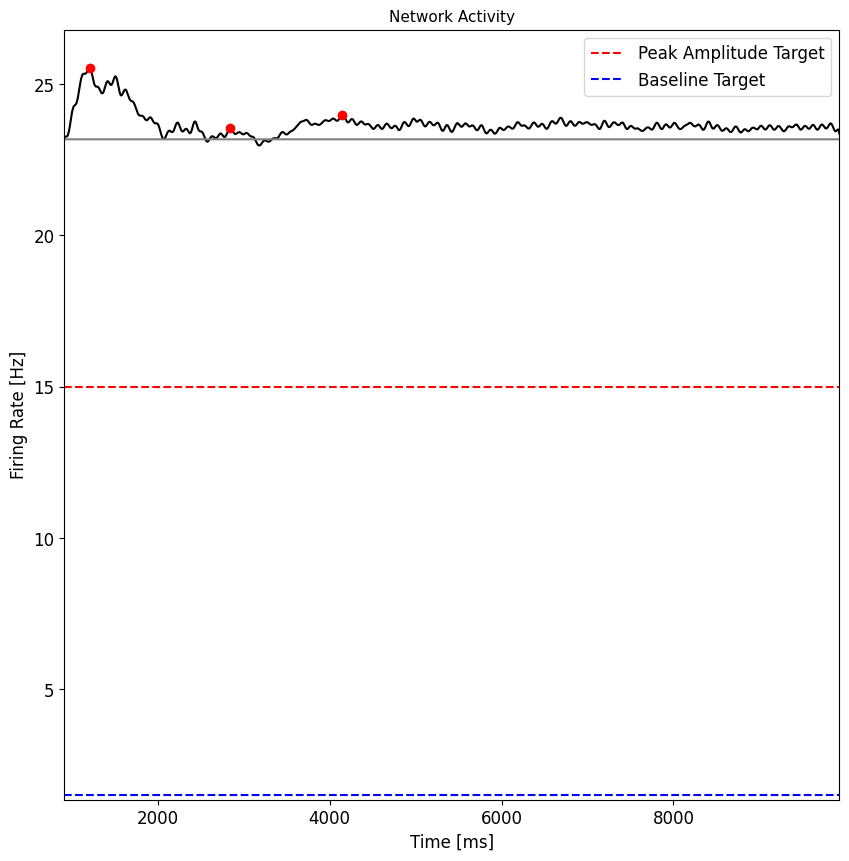 Network Activity
Peak Amplitude Target
Baseline Target
25
20
15
10
5
Firing Rate [Hz]
2000
4000
6000
8000
Time [ms]